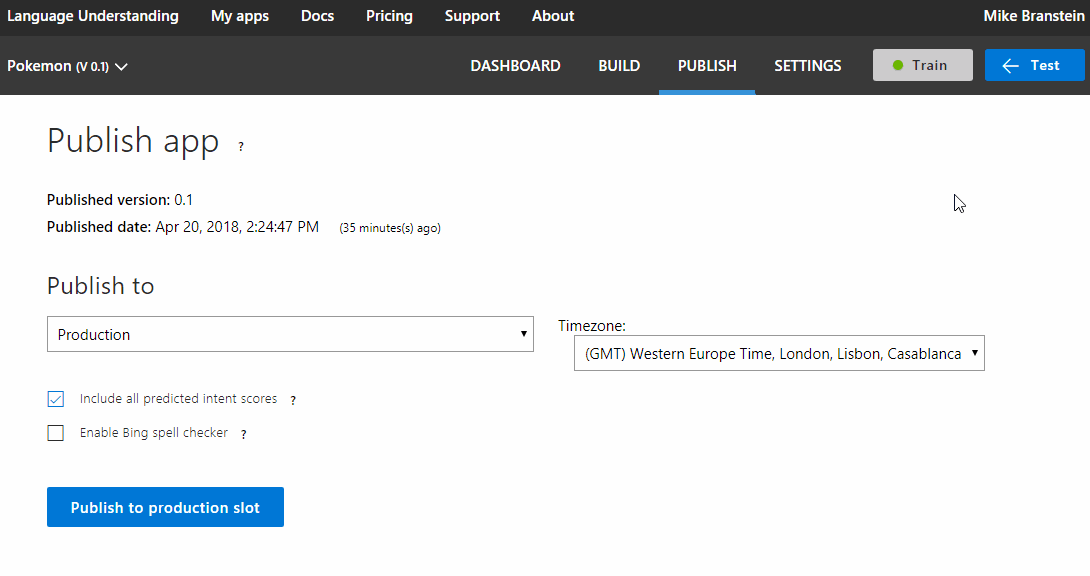 Language Understanding My apps Docs Pricing Support About Mike Branstein
Pokemon (V 0.1) DASHBOARD BUILD PUBLISH SETTINGS Train Test
Publish app ?
Published version: 0.1
Published date: Apr 20, 2018, 2:24:47 PM (35 minutes(s) ago)
Publish to
Timezone:
Production
(GMT) Western Europe Time, London, Lisbon, Casablanca
Include all predicted intent scores ?
Enable Bing spell checker ?
Publish to production slot